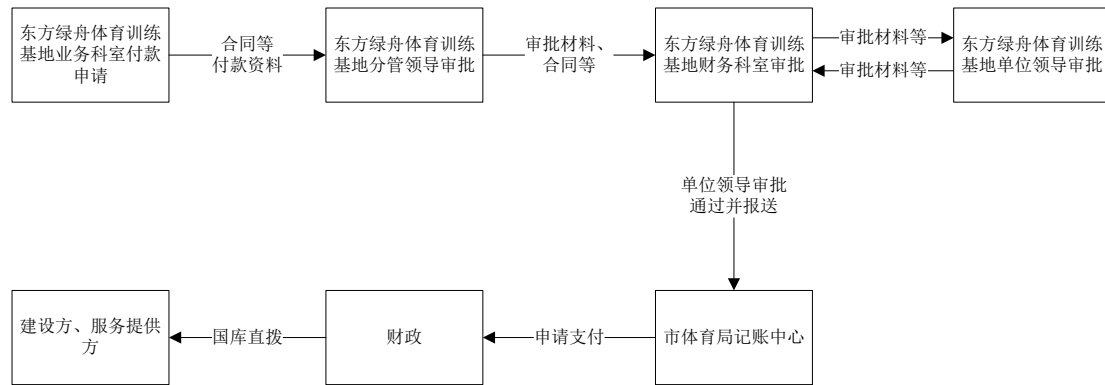 东方绿舟体育训练
基地业务科室付款
申请
合同等
付款资料
东方绿舟体育训练
基地分管领导审批
审批材料、
合同等
东方绿舟体育训练
基地财务科室审批
审批材料等
审批材料等
东方绿舟体育训练
基地单位领导审批
单位领导审批
通过并报送
建设方、服务提供
方
国库直拨
财政
申请支付
市体育局记账中心